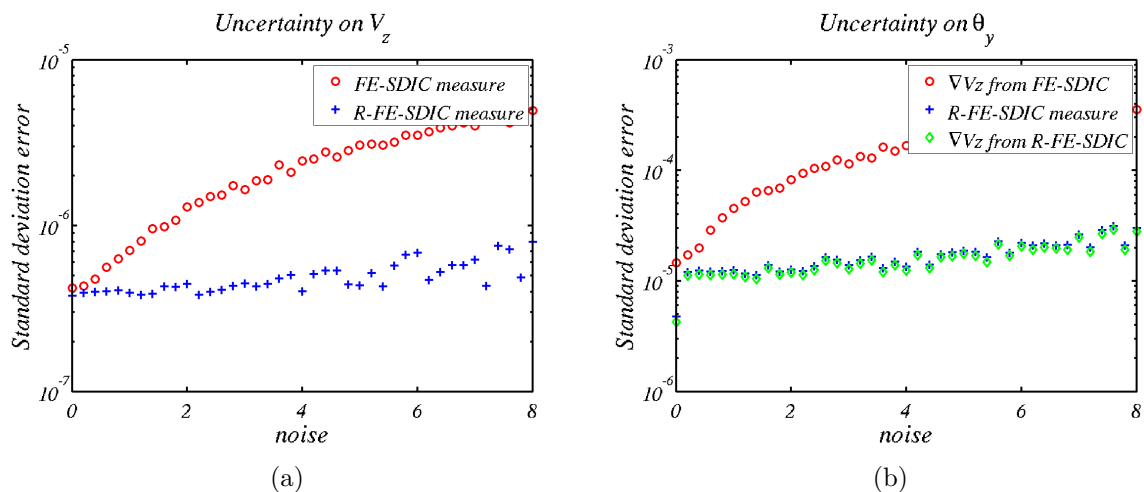 Uncertainty on V_z
10^-5
10^-6
10^-7
Standard deviation error
FE-SDIC measure
R-FE-SDIC measure
0 2 4 6 8
noise
(a)
Uncertainty on θ_y
10^-3
10^-4
10^-5
10^-6
Standard deviation error
∇Vz from FE-SDIC
R-FE-SDIC measure
∇Vz from R-FE-SDIC
0 2 4 6 8
noise
(b)